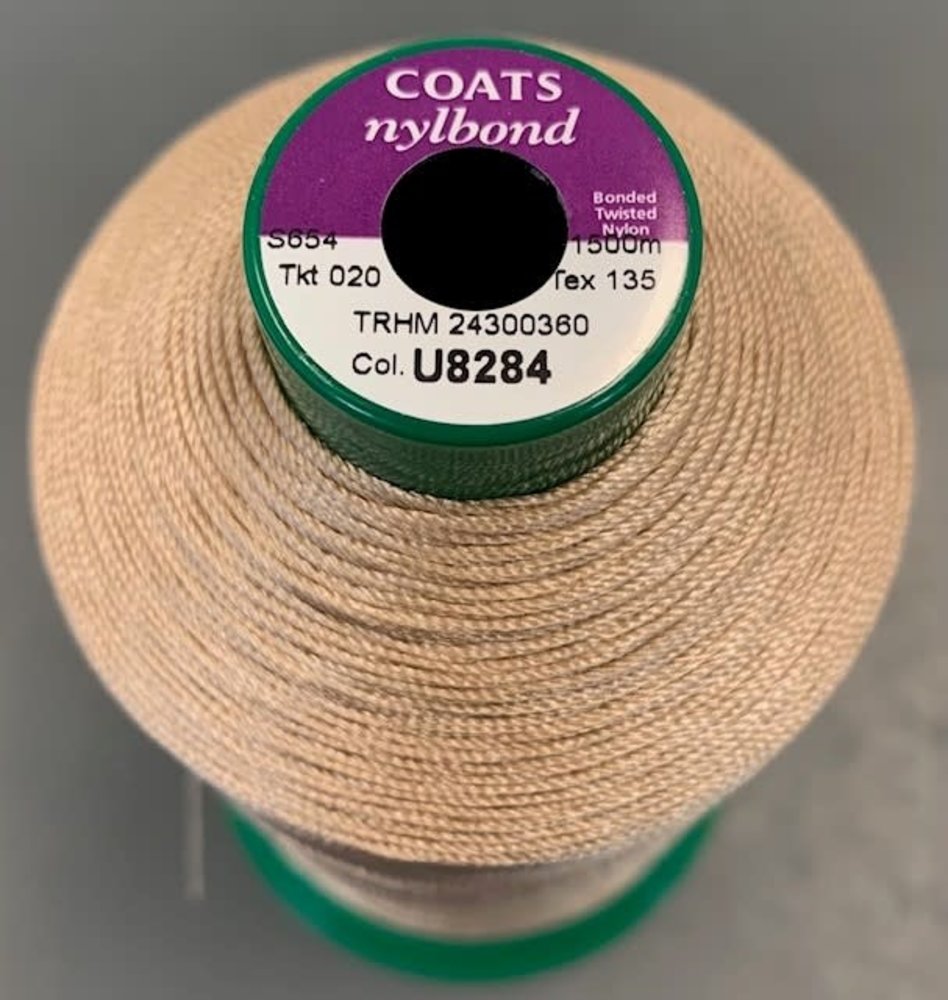 COATS
nylbond
Bonded
Twisted
Nylon
S654 1500m
Tkt 020 Tex 135
TRHM 24300360
Col. U8284